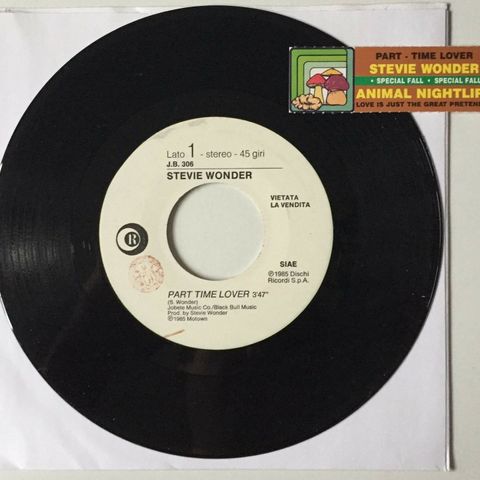 PART - TIME LOVER
STEVIE WONDER
• SPECIAL FALL • SPECIAL FALL
ANIMAL NIGHTLIFE
LOVE IS JUST THE GREAT PRETENDER
Lato 1 - stereo - 45 giri
J.B. 306
STEVIE WONDER
VIETATA
LA VENDITA
R
SIAE
℗1985 Dischi
Ricordi S.p.A.
PART TIME LOVER 3'47"
(S. Wonder)
Jobete Music Co./Black Bull Music
Prod. by Stevie Wonder
℗1985 Motown